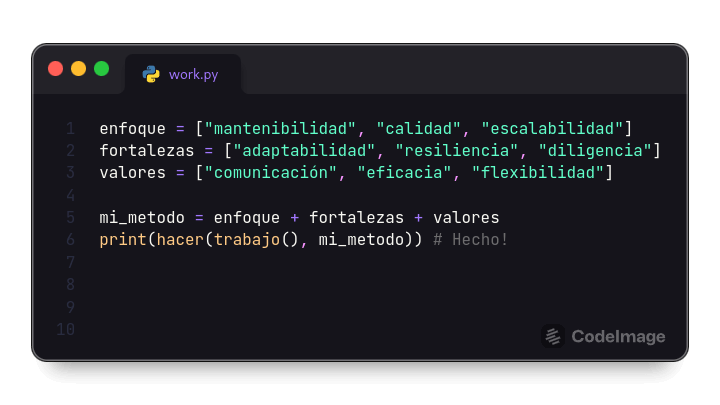 work.py
1 enfoque = ["mantenibilidad", "calidad", "escalabilidad"]
2 fortalezas = ["adaptabilidad", "resiliencia", "diligencia"]
3 valores = ["comunicación", "eficacia", "flexibilidad"]
4
5 mi_metodo = enfoque + fortalezas + valores
6 print(hacer(trabajo(), mi_metodo)) # Hecho!
7
8
9
10
CodeImage